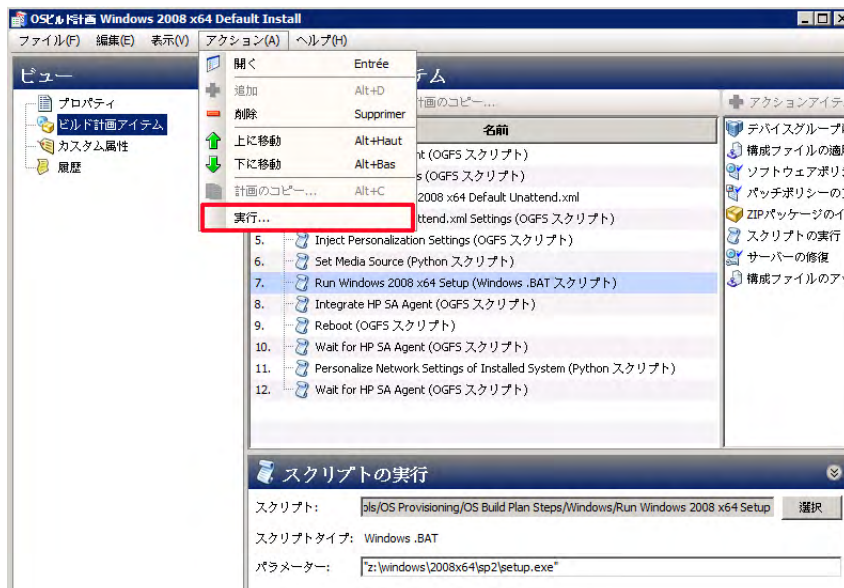 OSビルド計画 Windows 2008 x64 Default Install
ファイル(F) 編集(E) 表示(V) アクション(A) ヘルプ(H)
ビュー
プロパティ
ビルド計画アイテム
カスタム属性
履歴
開く Entrée
追加 Alt+D
削除 Supprimer
上に移動 Alt+Haut
下に移動 Alt+Bas
計画のコピー... Alt+C
実行...
テム
計画のコピー...
名前
nt (OGFS スクリプト)
s (OGFS スクリプト)
2008 x64 Default Unattend.xml
ttend.xml Settings (OGFS スクリプト)
5. Inject Personalization Settings (OGFS スクリプト)
6. Set Media Source (Python スクリプト)
7. Run Windows 2008 x64 Setup (Windows .BAT スクリプト)
8. Integrate HP SA Agent (OGFS スクリプト)
9. Reboot (OGFS スクリプト)
10. Wait for HP SA Agent (OGFS スクリプト)
11. Personalize Network Settings of Installed System (Python スクリプト)
12. Wait for HP SA Agent (OGFS スクリプト)
アクションアイテ
デバイスグループ
構成ファイルの適
ソフトウェアポリ
パッチポリシーの
ZIPパッケージのイ
スクリプトの実行
サーバーの修復
構成ファイルのア
スクリプトの実行
スクリプト: ols/OS Provisioning/OS Build Plan Steps/Windows/Run Windows 2008 x64 Setup 選択
スクリプトタイプ: Windows .BAT
パラメーター: "z:\windows\2008x64\sp2\setup.exe"